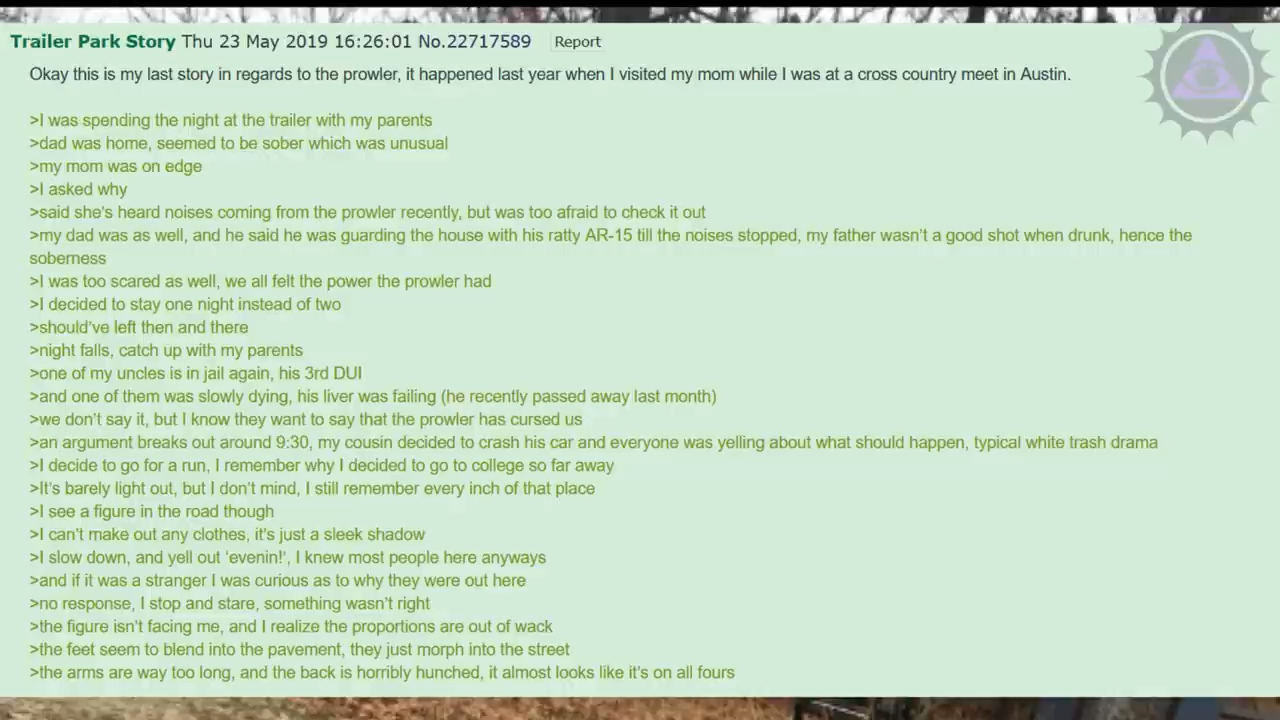 Trailer Park Story Thu 23 May 2019 16:26:01 No.22717589 Report
Okay this is my last story in regards to the prowler, it happened last year when I visited my mom while I was at a cross country meet in Austin.
>I was spending the night at the trailer with my parents
>dad was home, seemed to be sober which was unusual
>my mom was on edge
>I asked why
>said she's heard noises coming from the prowler recently, but was too afraid to check it out
>my dad was as well, and he said he was guarding the house with his ratty AR-15 till the noises stopped, my father wasn't a good shot when drunk, hence the
soberness
>I was too scared as well, we all felt the power the prowler had
>I decided to stay one night instead of two
>should've left then and there
>night falls, catch up with my parents
>one of my uncles is in jail again, his 3rd DUI
>and one of them was slowly dying, his liver was failing (he recently passed away last month)
>we don't say it, but I know they want to say that the prowler has cursed us
>an argument breaks out around 9:30, my cousin decided to crash his car and everyone was yelling about what should happen, typical white trash drama
>I decide to go for a run, I remember why I decided to go to college so far away
>It's barely light out, but I don't mind, I still remember every inch of that place
>I see a figure in the road though
>I can't make out any clothes, it's just a sleek shadow
>I slow down, and yell out 'evenin!', I knew most people here anyways
>and if it was a stranger I was curious as to why they were out here
>no response, I stop and stare, something wasn't right
>the figure isn't facing me, and I realize the proportions are out of wack
>the feet seem to blend into the pavement, they just morph into the street
>the arms are way too long, and the back is horribly hunched, it almost looks like it's on all fours